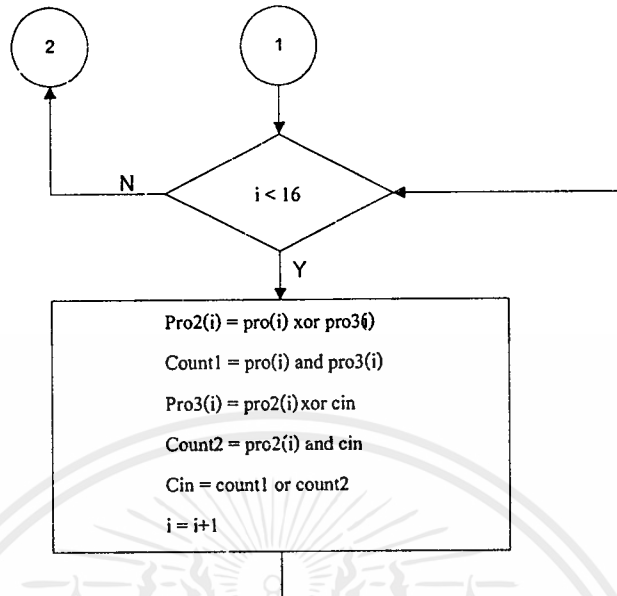 2
1
i < 16
N
Y
Pro2(i) = pro(i) xor pro3i)
Count1 = pro(i) and pro3(i)
Pro3(i) = pro2(i) xor cin
Count2 = pro2(i) and cin
Cin = count1 or count2
i = i+1